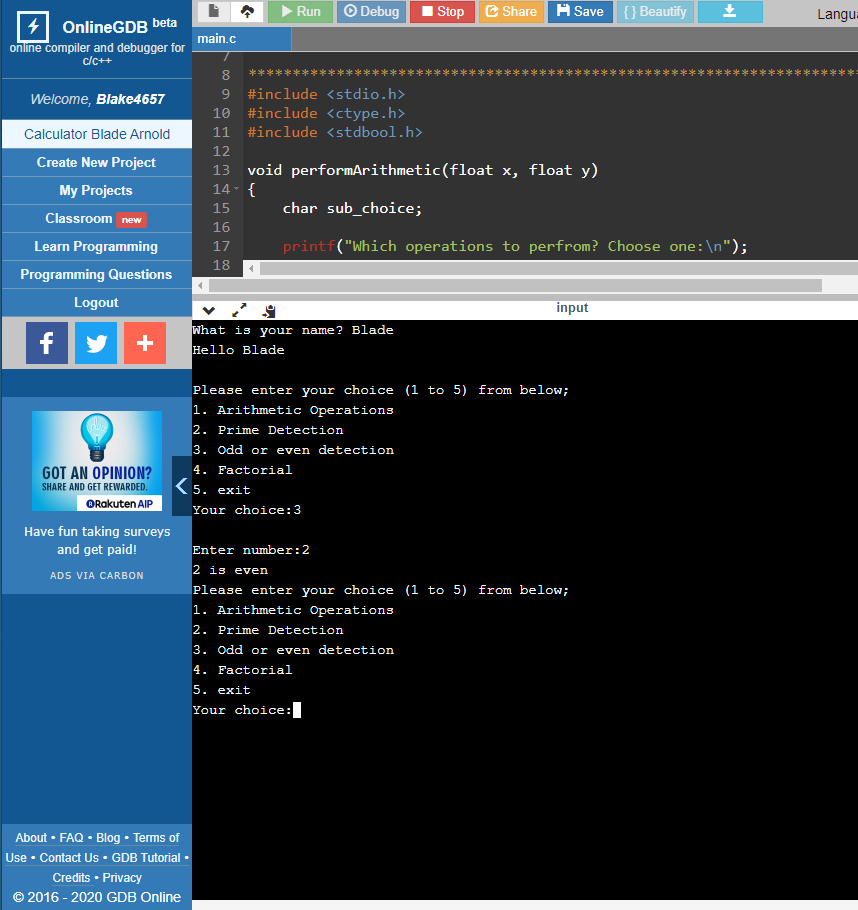 OnlineGDB beta
online compiler and debugger for
c/c++
Welcome, Blake4657
Calculator Blade Arnold
Create New Project
My Projects
Classroom new
Learn Programming
Programming Questions
Logout
GOT AN OPINION?
SHARE AND GET REWARDED.
Rakuten AIP
Have fun taking surveys
and get paid!
ADS VIA CARBON
About • FAQ • Blog • Terms of
Use • Contact Us • GDB Tutorial •
Credits • Privacy
© 2016 - 2020 GDB Online
Run Debug Stop Share Save { } Beautify
Langua
main.c
7
8 **********************************************************************
9 #include <stdio.h>
10 #include <ctype.h>
11 #include <stdbool.h>
12
13 void performArithmetic(float x, float y)
14 {
15 char sub_choice;
16
17 printf("Which operations to perfrom? Choose one:\n");
18
input
What is your name? Blade
Hello Blade
Please enter your choice (1 to 5) from below;
1. Arithmetic Operations
2. Prime Detection
3. Odd or even detection
4. Factorial
5. exit
Your choice:3
Enter number:2
2 is even
Please enter your choice (1 to 5) from below;
1. Arithmetic Operations
2. Prime Detection
3. Odd or even detection
4. Factorial
5. exit
Your choice: